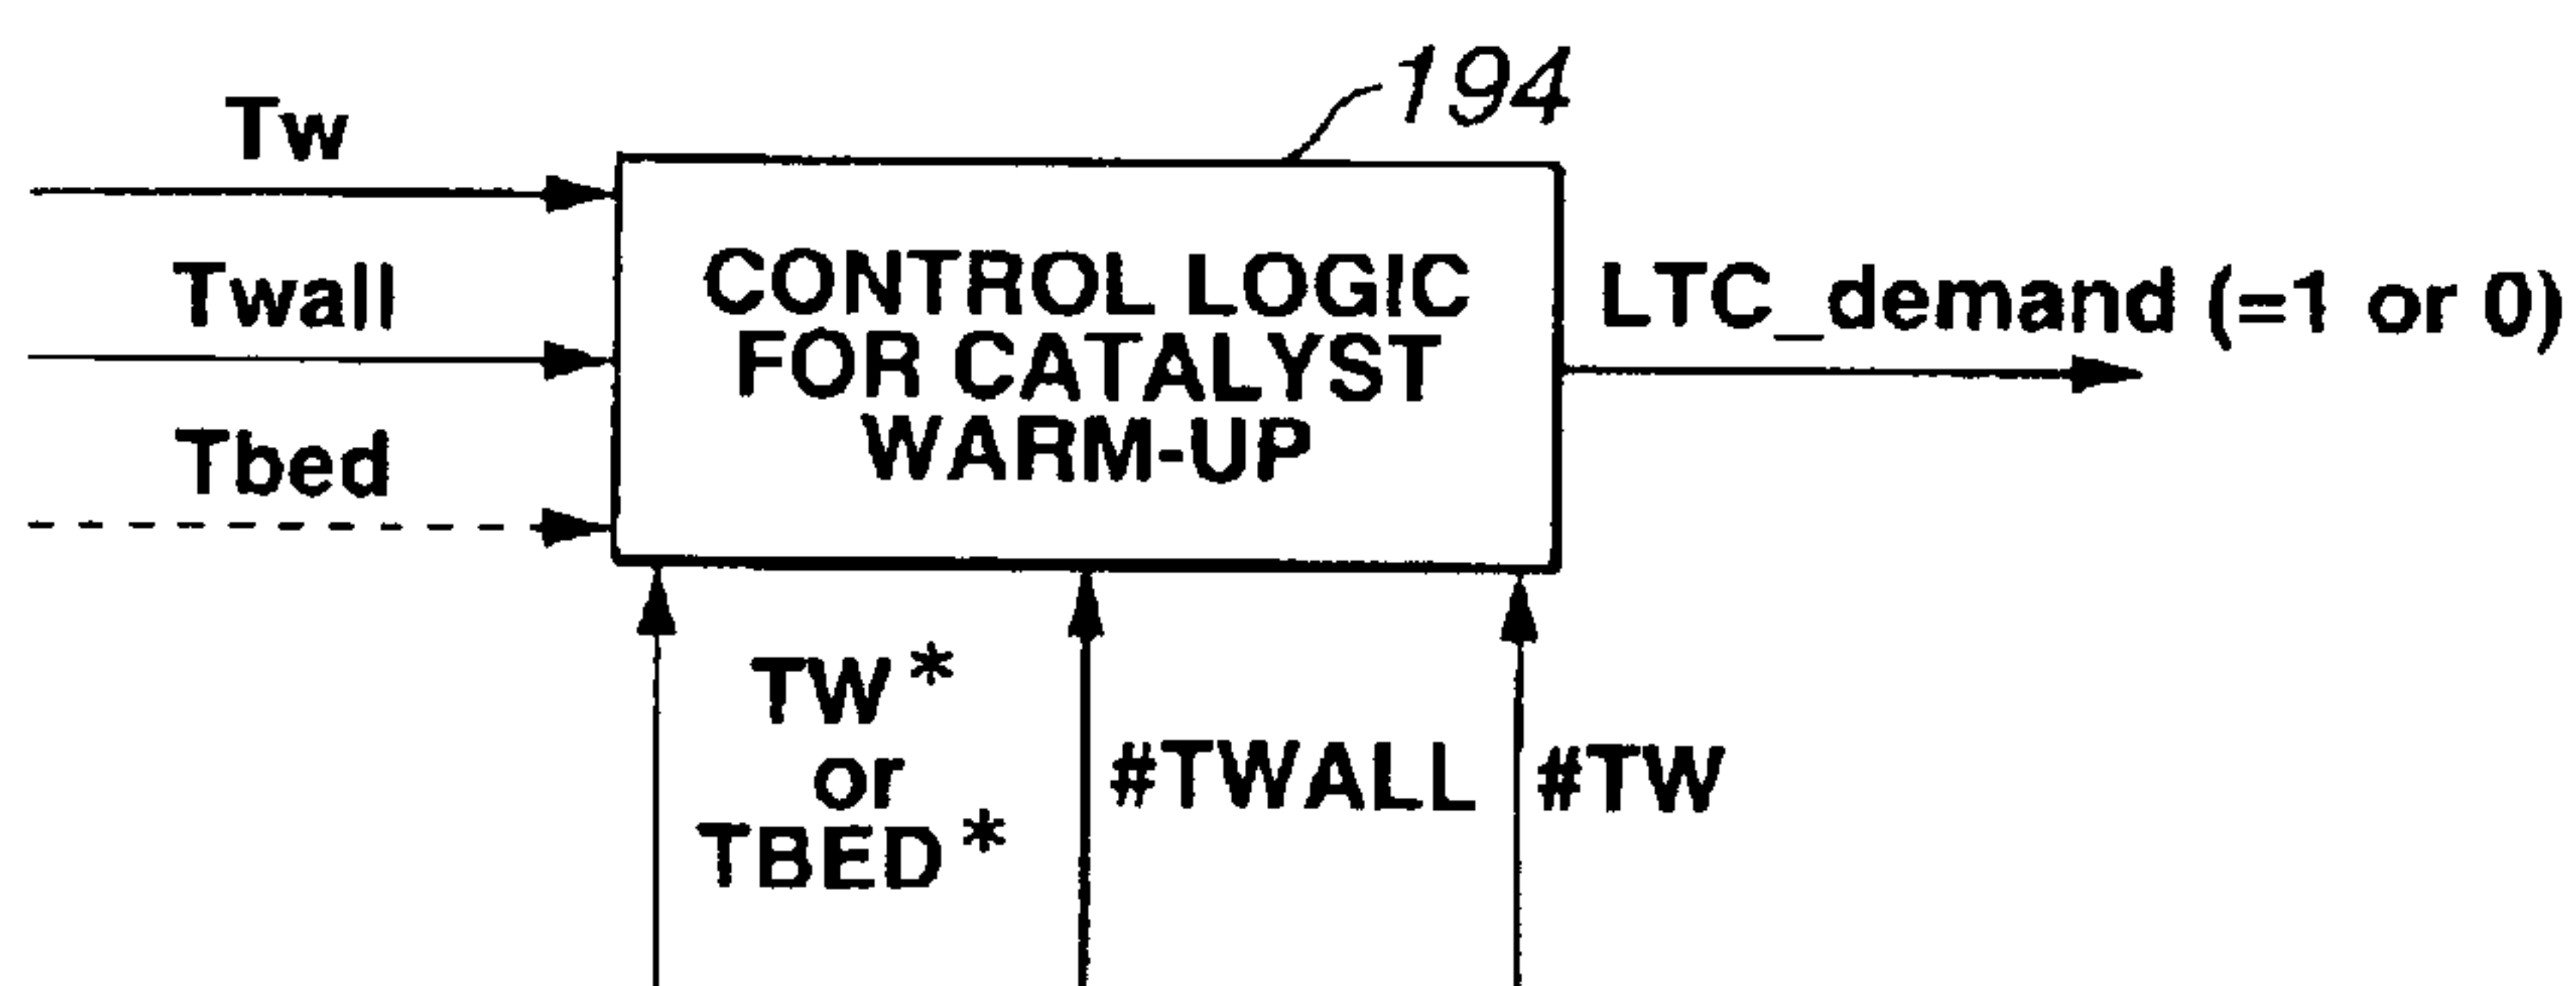 194
Tw
Twall
Tbed
CONTROL LOGIC
FOR CATALYST
WARM-UP
LTC_demand (=1 or 0)
TW*
or
TBED*
#TWALL
#TW